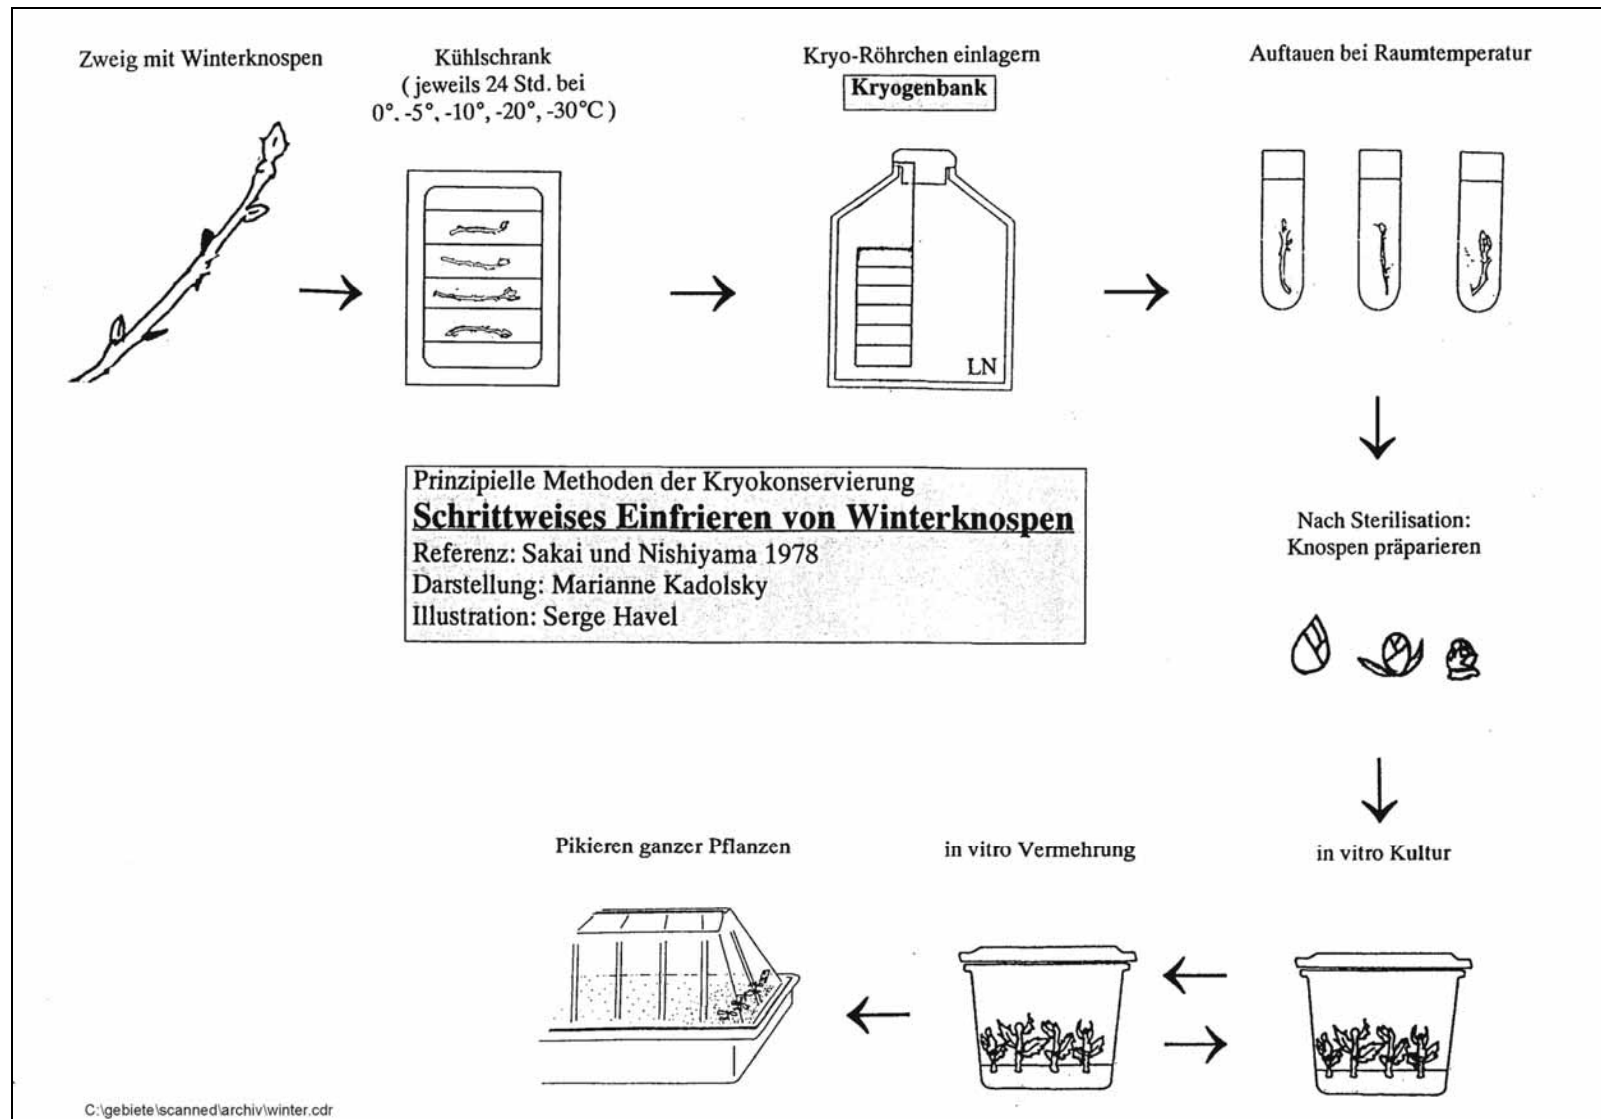 Zweig mit Winterknospen
Kühlschrank
( jeweils 24 Std. bei
0°. -5°, -10°, -20°, -30°C )
Kryo-Röhrchen einlagern
Kryogenbank
Auftauen bei Raumtemperatur
LN
Prinzipielle Methoden der Kryokonservierung
Schrittweises Einfrieren von Winterknospen
Referenz: Sakai und Nishiyama 1978
Darstellung: Marianne Kadolsky
Illustration: Serge Havel
Nach Sterilisation:
Knospen präparieren
Pikieren ganzer Pflanzen
in vitro Vermehrung
in vitro Kultur
C:\gebiete\scanned\archiv\winter.cdr